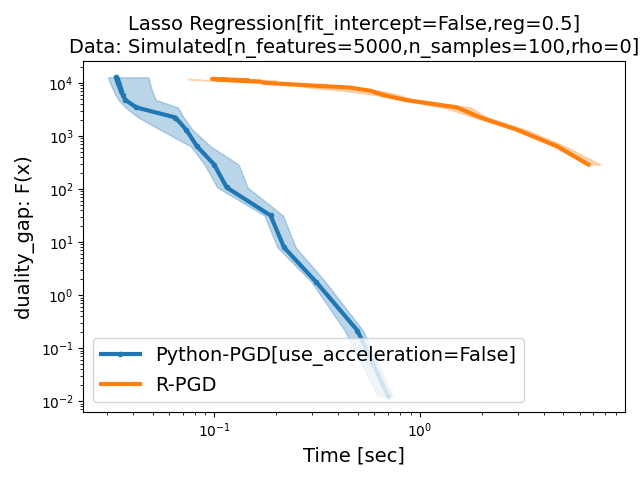 Lasso Regression[fit_intercept=False,reg=0.5]
Data: Simulated[n_features=5000,n_samples=100,rho=0]
duality_gap: F(x)
10⁴
10³
10²
10¹
10⁰
10⁻¹
10⁻²
Python-PGD[use_acceleration=False]
R-PGD
10⁻¹
10⁰
Time [sec]